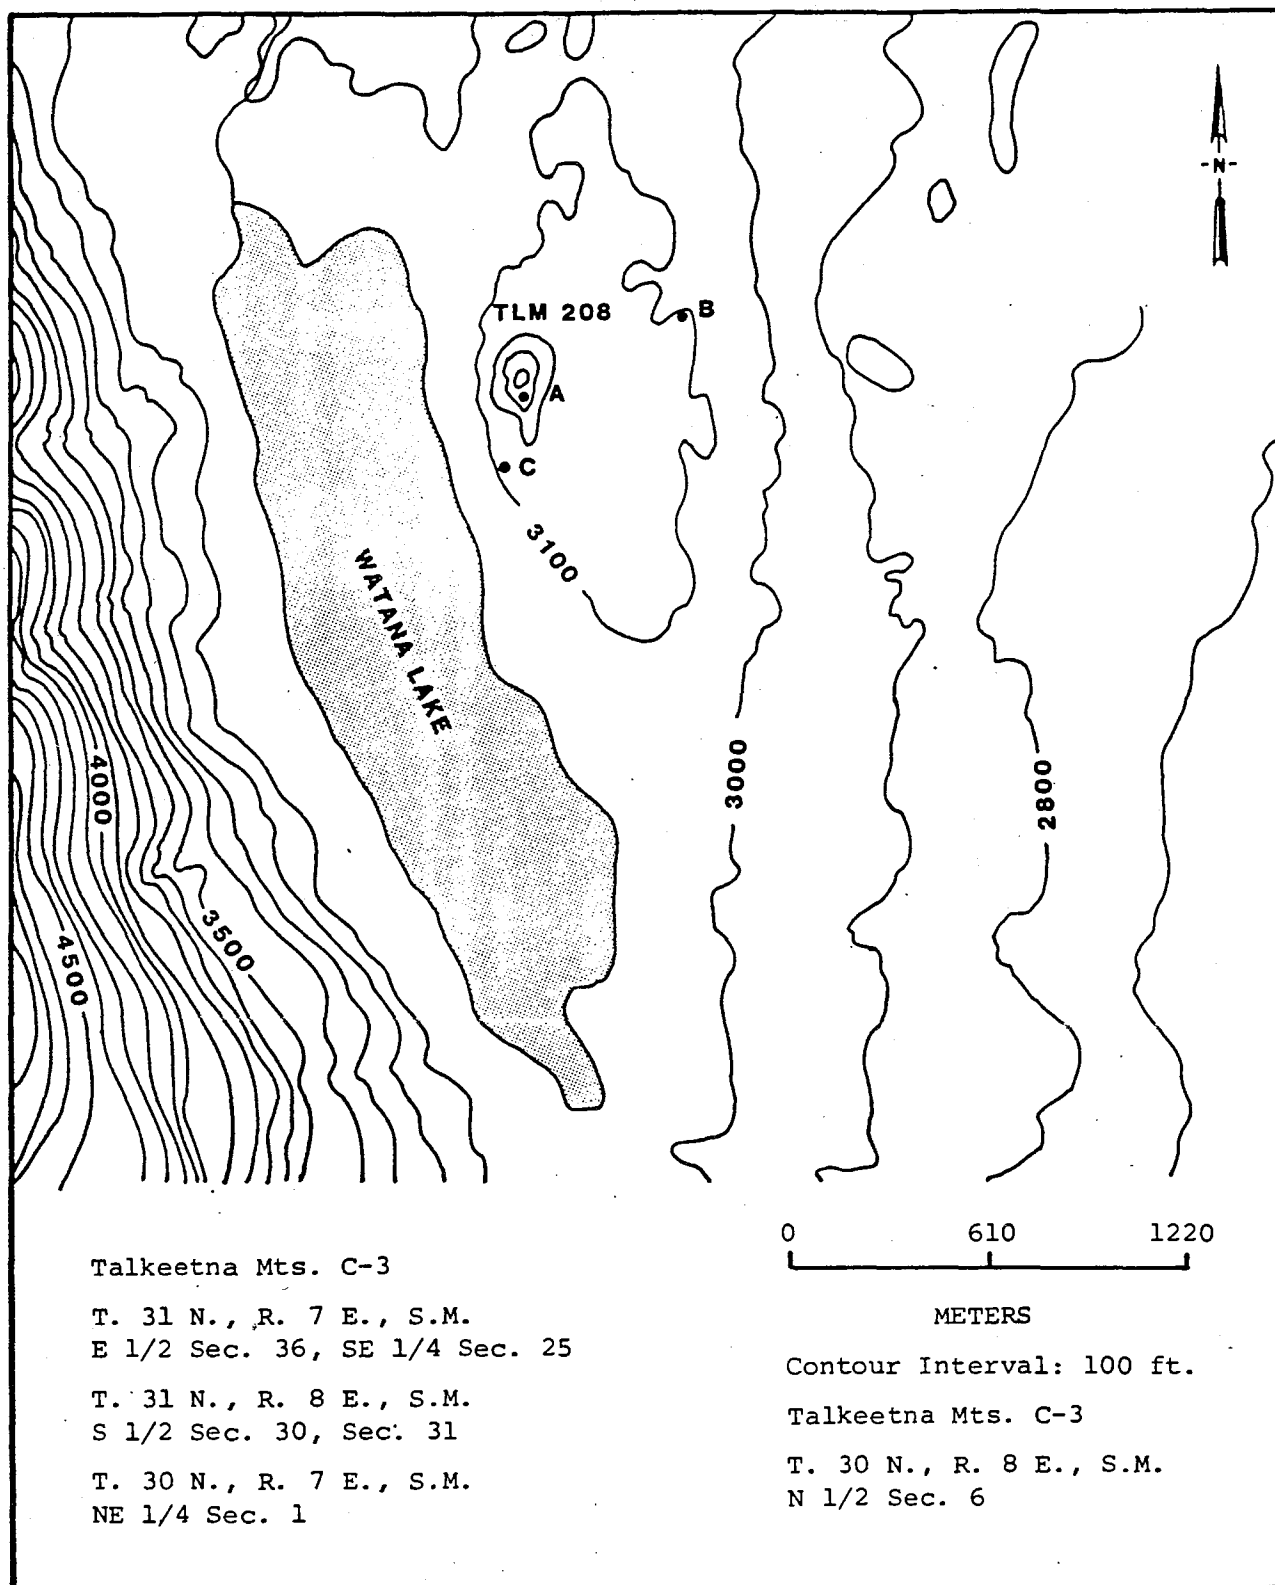 -N-
TLM 208
B
A
C
3100
WATANA LAKE
3000
2800
4000
3500
4500
0 610 1220
METERS
Contour Interval: 100 ft.
Talkeetna Mts. C-3
T. 30 N., R. 8 E., S.M.
N 1/2 Sec. 6
Talkeetna Mts. C-3
T. 31 N., R. 7 E., S.M.
E 1/2 Sec. 36, SE 1/4 Sec. 25
T. 31 N., R. 8 E., S.M.
S 1/2 Sec. 30, Sec. 31
T. 30 N., R. 7 E., S.M.
NE 1/4 Sec. 1